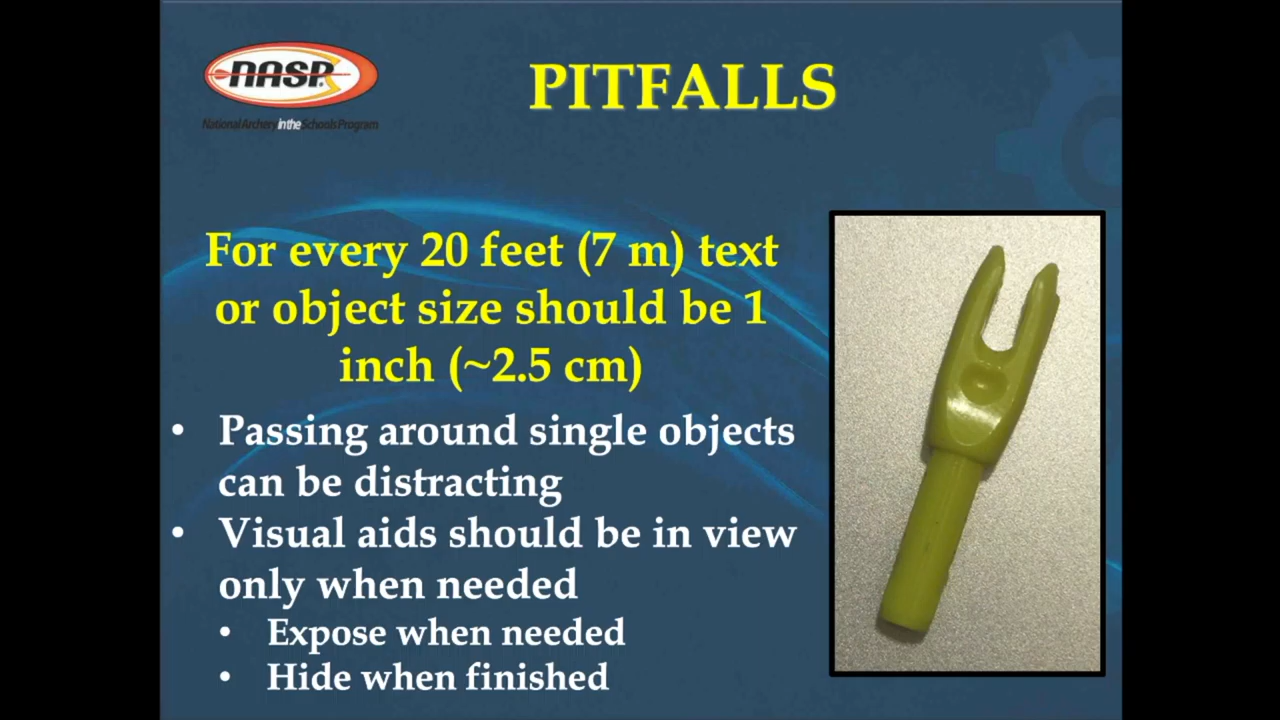 NASP
National Archery in the Schools Program
PITFALLS
For every 20 feet (7 m) text
or object size should be 1
inch (~2.5 cm)
• Passing around single objects
can be distracting
• Visual aids should be in view
only when needed
• Expose when needed
• Hide when finished